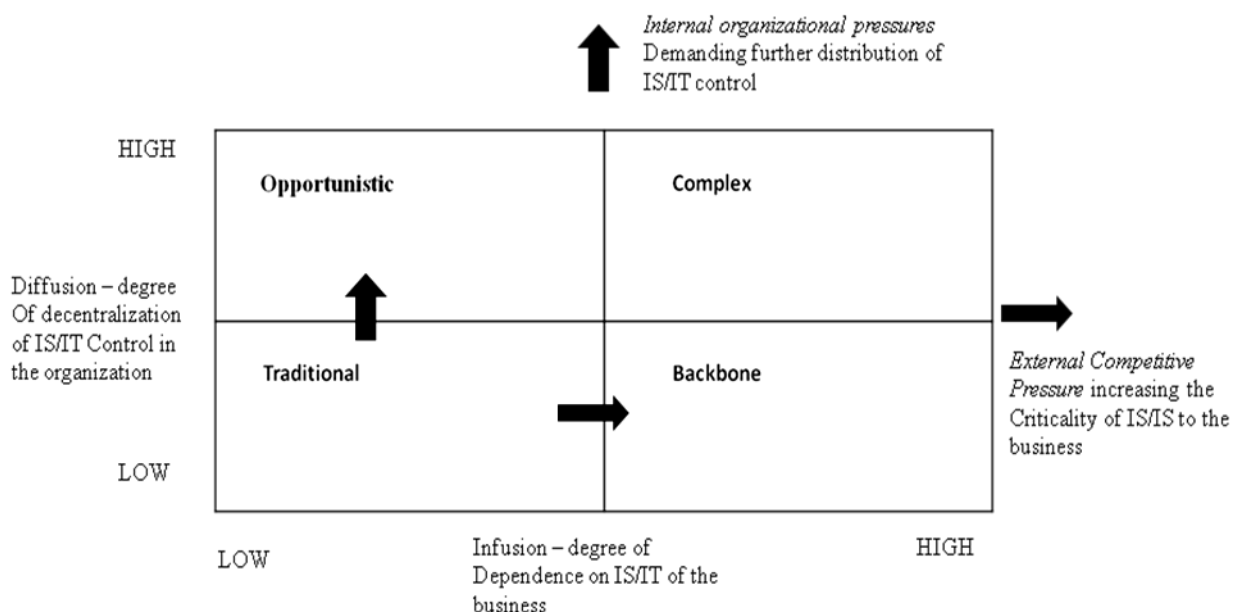 Internal organizational pressures
Demanding further distribution of
IS/IT control
HIGH
Opportunistic
Complex
Diffusion – degree
Of decentralization
of IS/IT Control in
the organization
Traditional
Backbone
External Competitive
Pressure increasing the
Criticality of IS/IS to the
business
LOW
LOW
Infusion – degree of
Dependence on IS/IT of the
business
HIGH